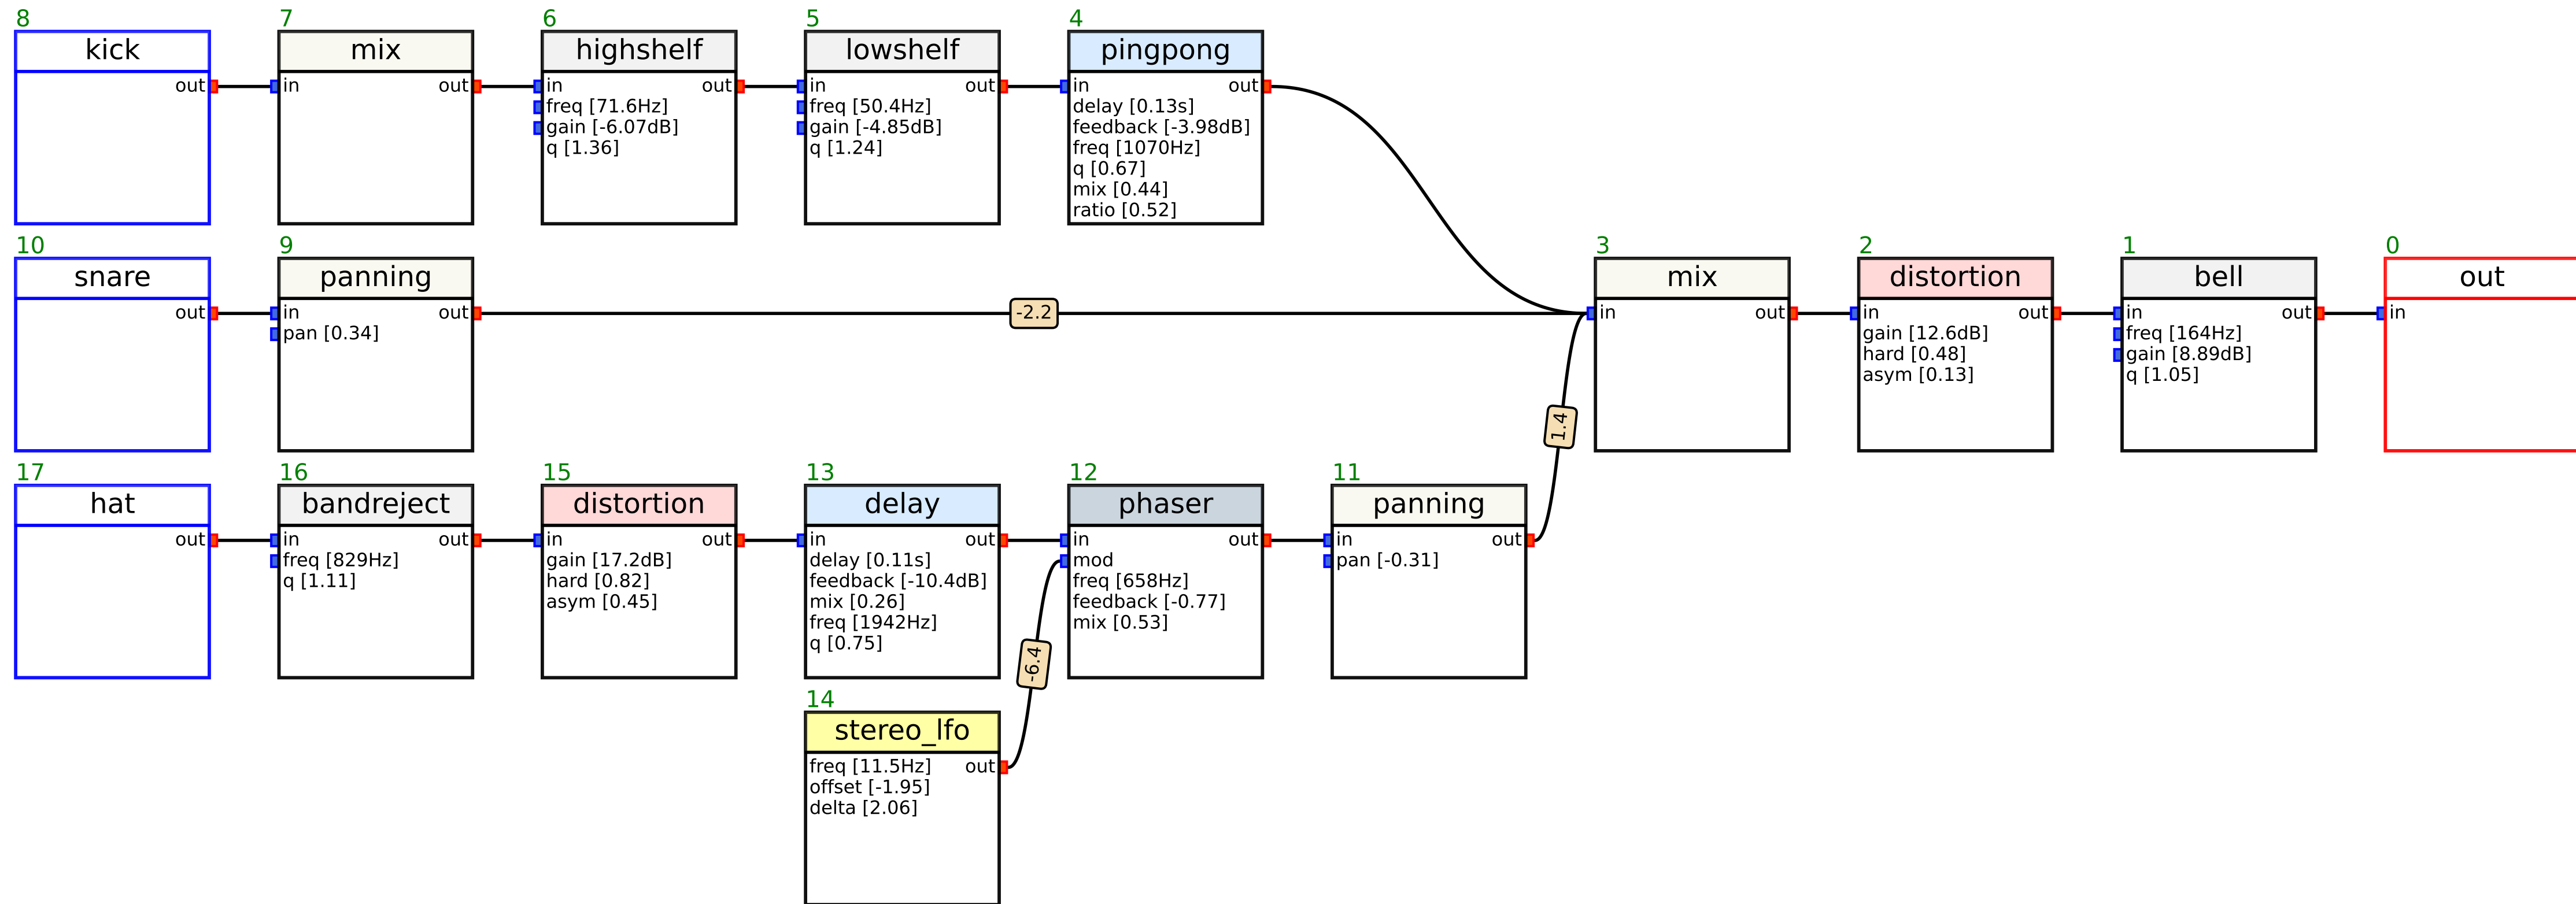 8
kick
out
7
mix
in out
6
highshelf
in out
freq [71.6Hz]
gain [-6.07dB]
q [1.36]
5
lowshelf
in out
freq [50.4Hz]
gain [-4.85dB]
q [1.24]
4
pingpong
in out
delay [0.13s]
feedback [-3.98dB]
freq [1070Hz]
q [0.67]
mix [0.44]
ratio [0.52]
10
snare
out
9
panning
in out
pan [0.34]
-2.2
3
mix
in out
2
distortion
in out
gain [12.6dB]
hard [0.48]
asym [0.13]
1
bell
in out
freq [164Hz]
gain [8.89dB]
q [1.05]
0
out
in
17
hat
out
16
bandreject
in out
freq [829Hz]
q [1.11]
15
distortion
in out
gain [17.2dB]
hard [0.82]
asym [0.45]
13
delay
in out
delay [0.11s]
feedback [-10.4dB]
mix [0.26]
freq [1942Hz]
q [0.75]
12
phaser
in out
mod
freq [658Hz]
feedback [-0.77]
mix [0.53]
11
panning
in out
pan [-0.31]
1.4
-6.4
14
stereo_lfo
freq [11.5Hz] out
offset [-1.95]
delta [2.06]